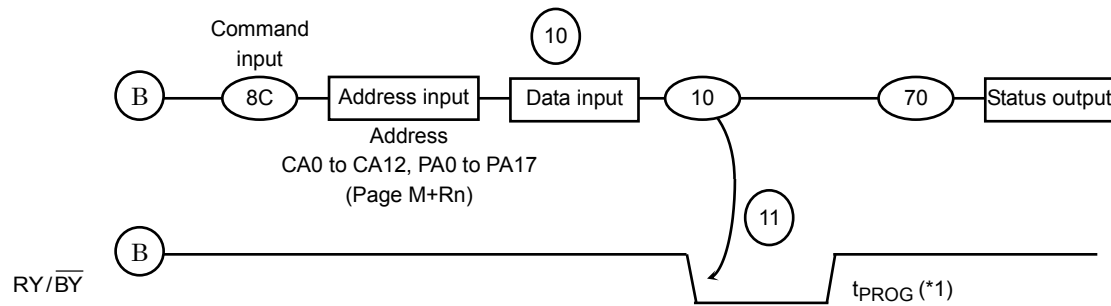 Command
input
10
B
8C
Address input
Data input
10
70
Status output
Address
CA0 to CA12, PA0 to PA17
(Page M+Rn)
11
B
RY/BY
tPROG (*1)